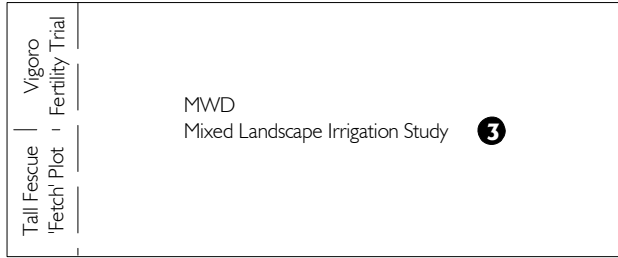 Vigoro
Fertility Trial
Tall Fescue
'Fetch' Plot
MWD
Mixed Landscape Irrigation Study 3